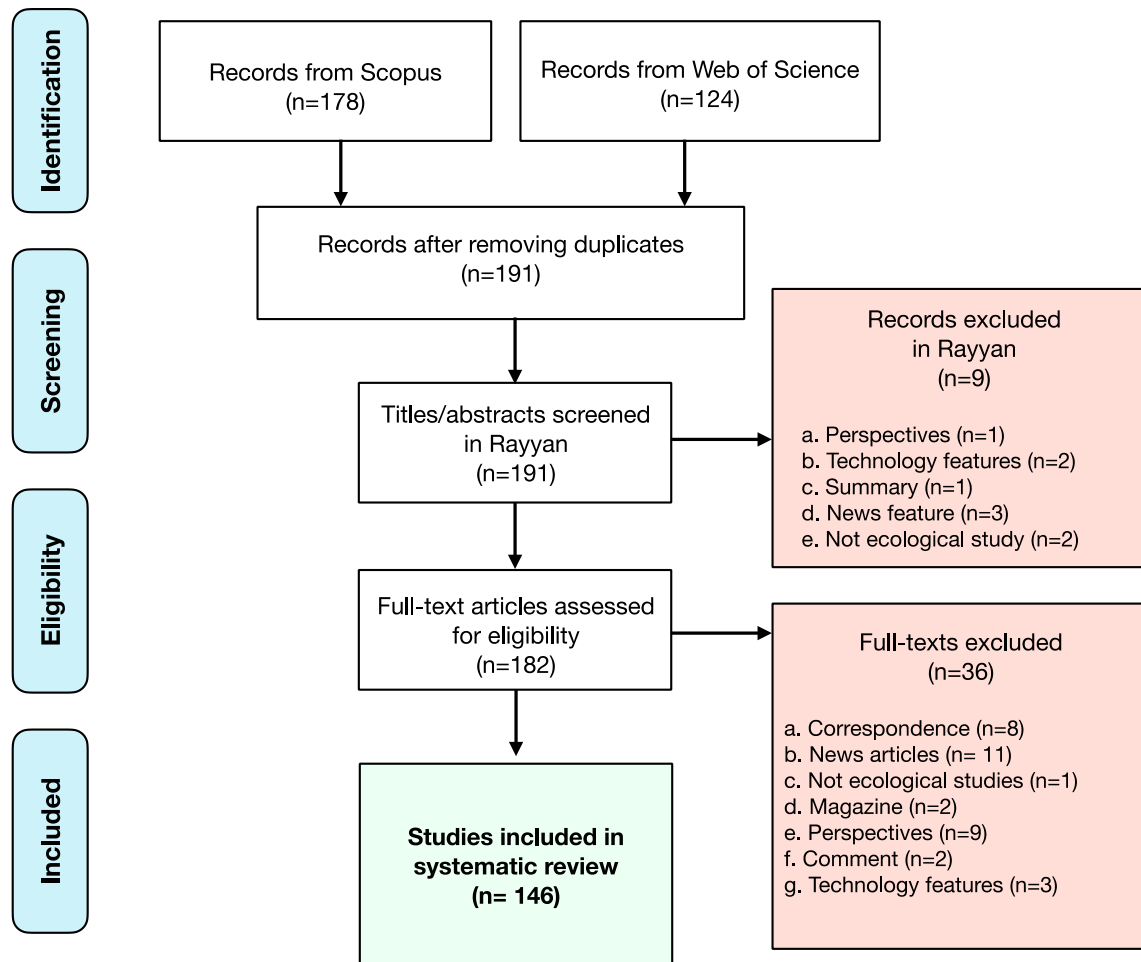 Identification
Records from Scopus
(n=178)
Records from Web of Science
(n=124)
Records after removing duplicates
(n=191)
Screening
Titles/abstracts screened
in Rayyan
(n=191)
Records excluded
in Rayyan
(n=9)
a. Perspectives (n=1)
b. Technology features (n=2)
c. Summary (n=1)
d. News feature (n=3)
e. Not ecological study (n=2)
Eligibility
Full-text articles assessed
for eligibility
(n=182)
Full-texts excluded
(n=36)
a. Correspondence (n=8)
b. News articles (n= 11)
c. Not ecological studies (n=1)
d. Magazine (n=2)
e. Perspectives (n=9)
f. Comment (n=2)
g. Technology features (n=3)
Included
Studies included in
systematic review
(n= 146)